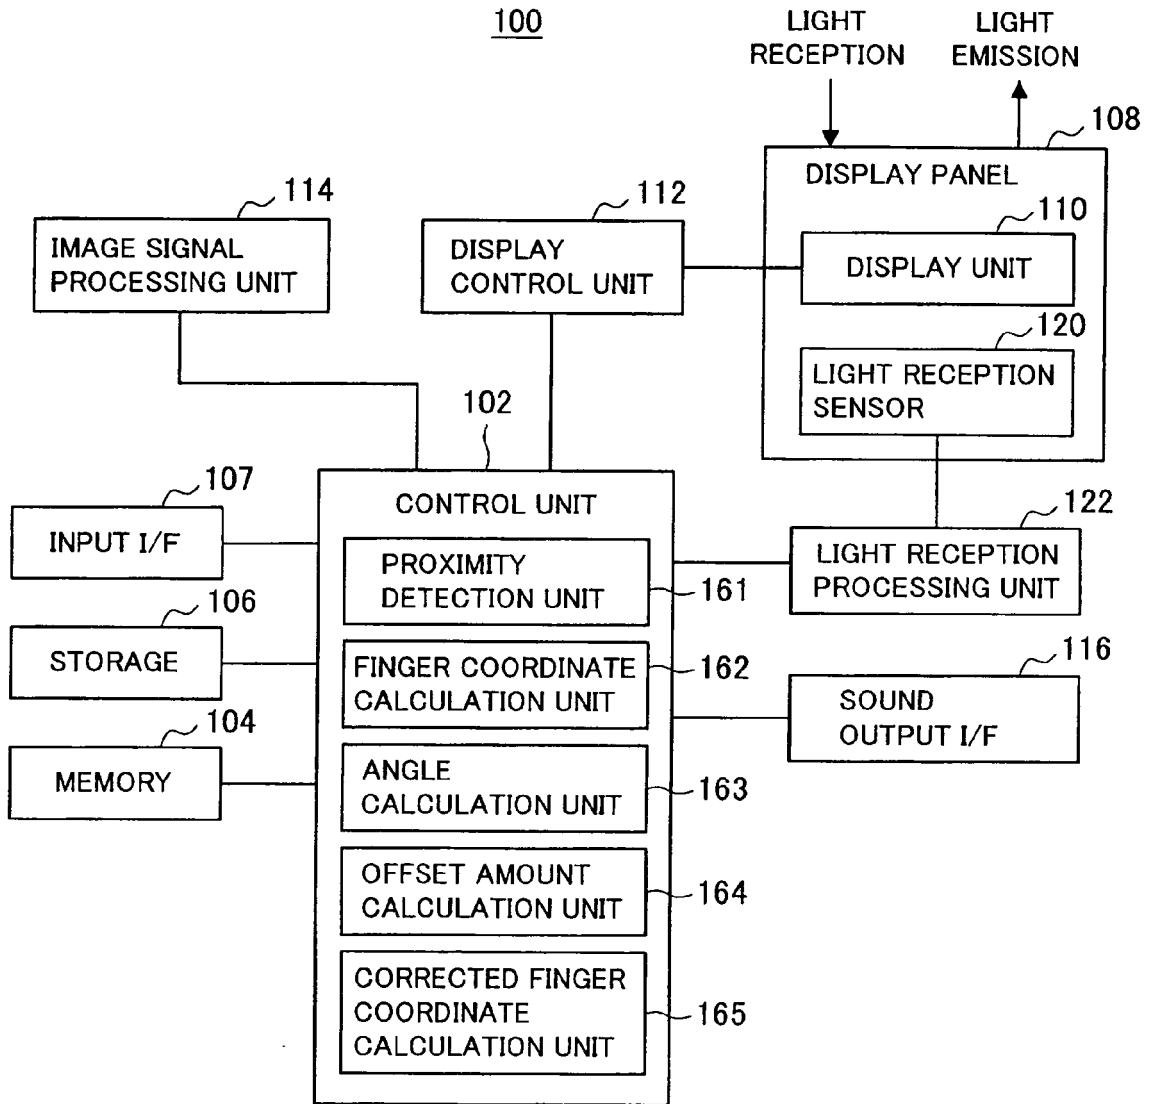 100
LIGHT
RECEPTION
LIGHT
EMISSION
108
DISPLAY PANEL
114
112
110
IMAGE SIGNAL
PROCESSING UNIT
DISPLAY
CONTROL UNIT
DISPLAY UNIT
120
LIGHT RECEPTION
SENSOR
102
107
CONTROL UNIT
122
INPUT I/F
LIGHT RECEPTION
PROCESSING UNIT
PROXIMITY
DETECTION UNIT
161
106
STORAGE
FINGER COORDINATE
CALCULATION UNIT
162
116
SOUND
OUTPUT I/F
104
MEMORY
ANGLE
CALCULATION UNIT
163
OFFSET AMOUNT
CALCULATION UNIT
164
CORRECTED FINGER
COORDINATE
CALCULATION UNIT
165